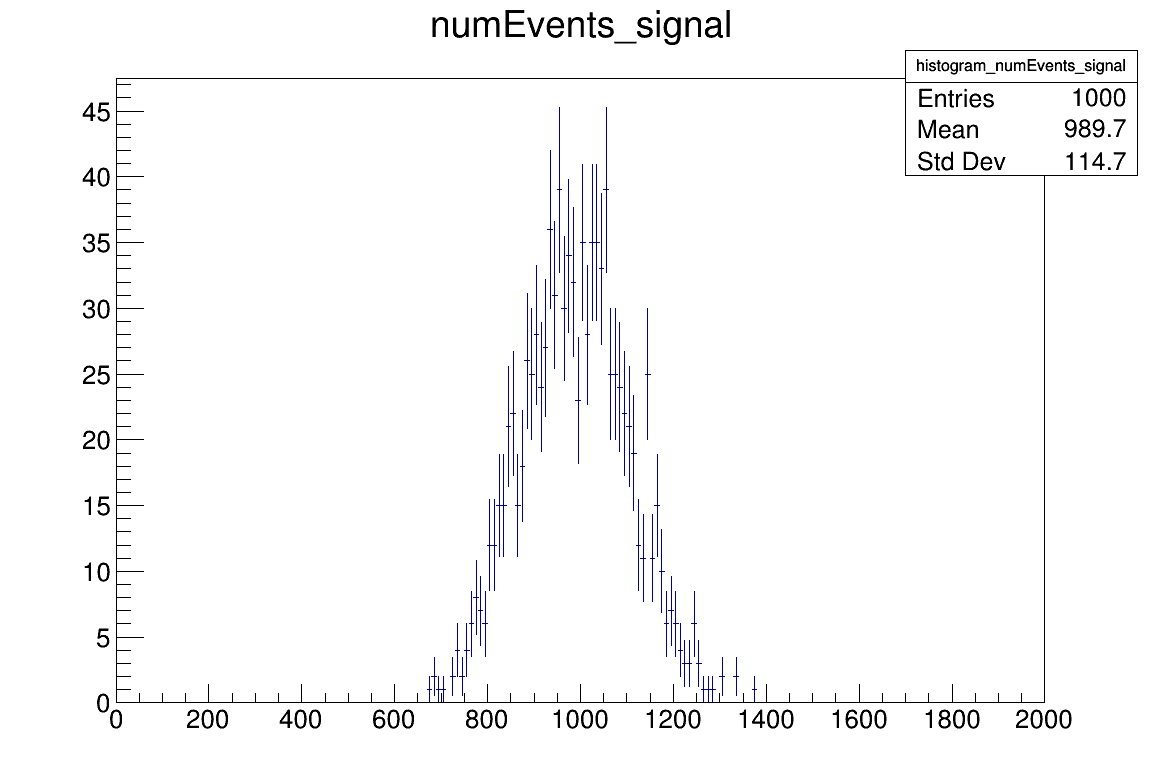 numEvents_signal
histogram_numEvents_signal
Entries 1000
Mean 989.7
Std Dev 114.7
45
40
35
30
25
20
15
10
5
0
0 200 400 600 800 1000 1200 1400 1600 1800 2000